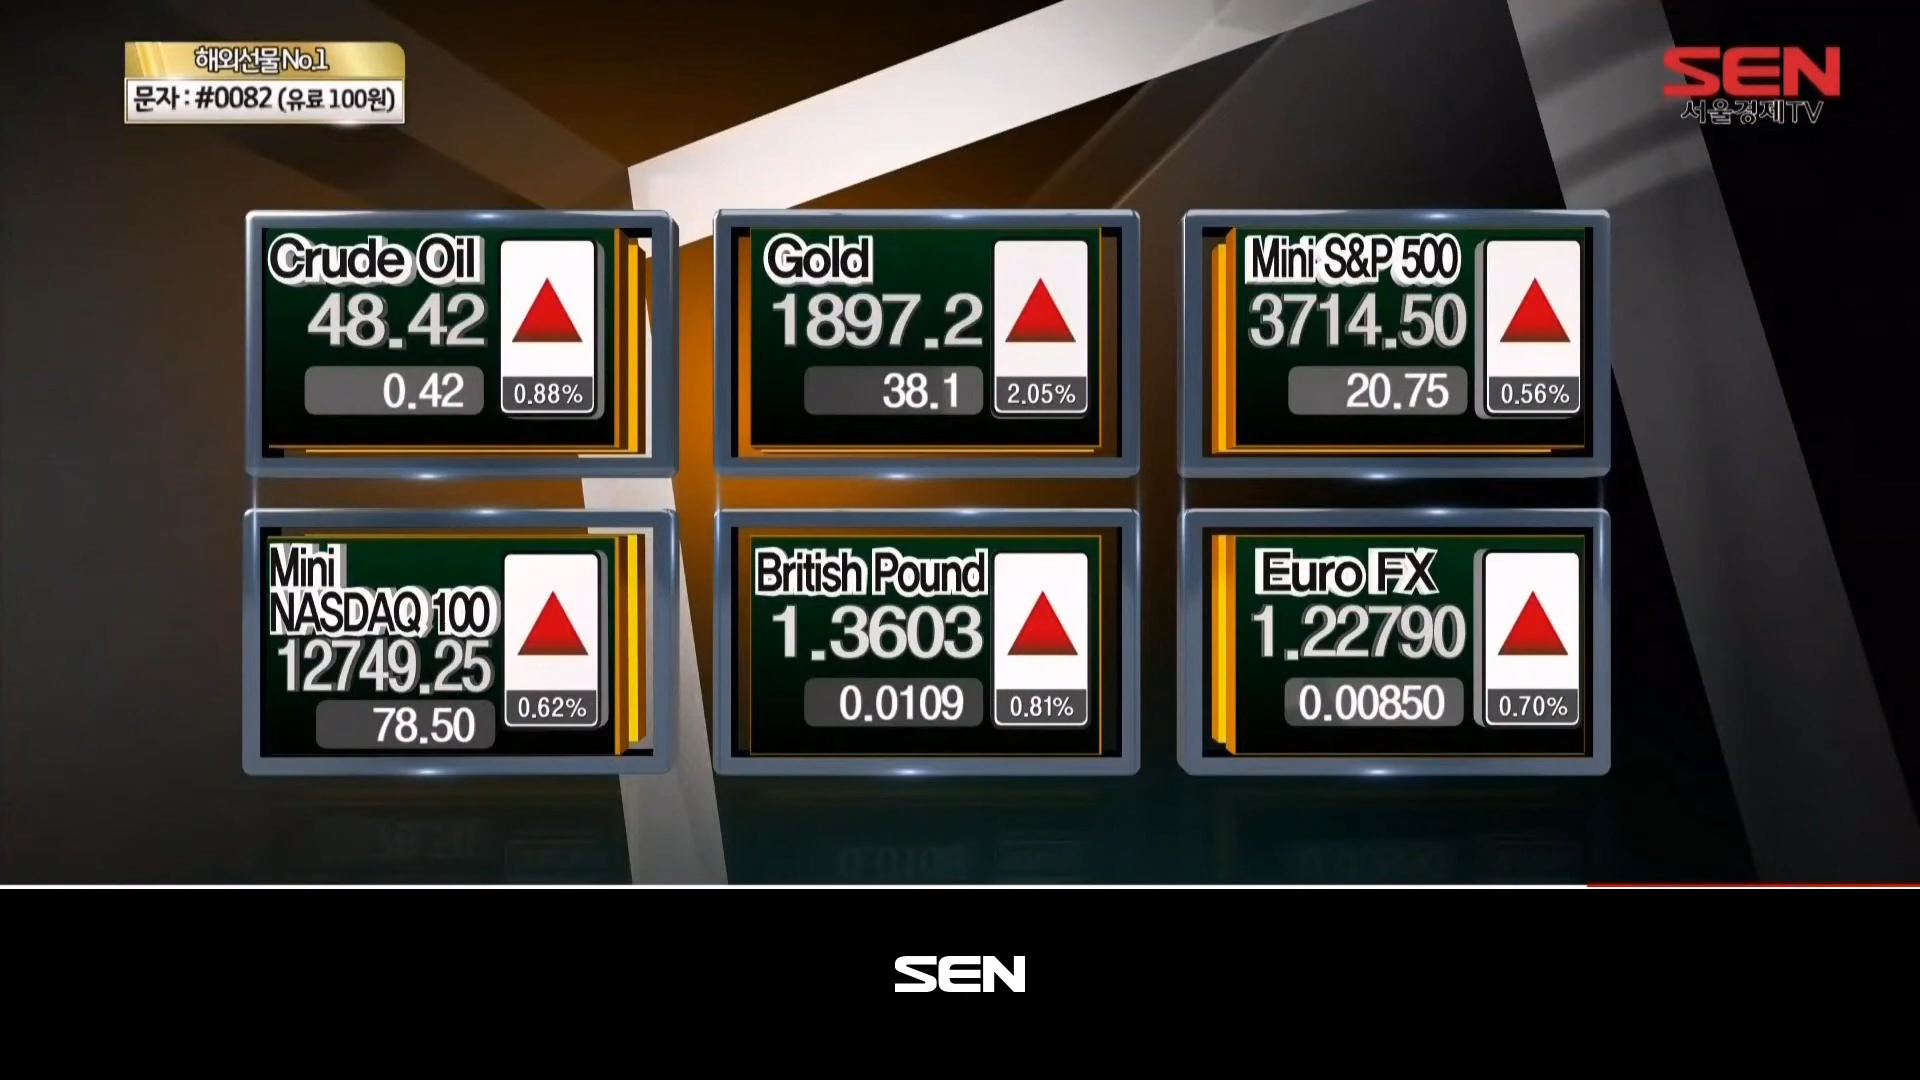 해외선물No.1
문자 : #0082 (유료 100원)
SEN
서울경제TV
Crude Oil
48.42
0.42
0.88%
Gold
1897.2
38.1
2.05%
Mini S&P 500
3714.50
20.75
0.56%
Mini
NASDAQ 100
12749.25
78.50
0.62%
British Pound
1.3603
0.0109
0.81%
Euro FX
1.22790
0.00850
0.70%
SEN